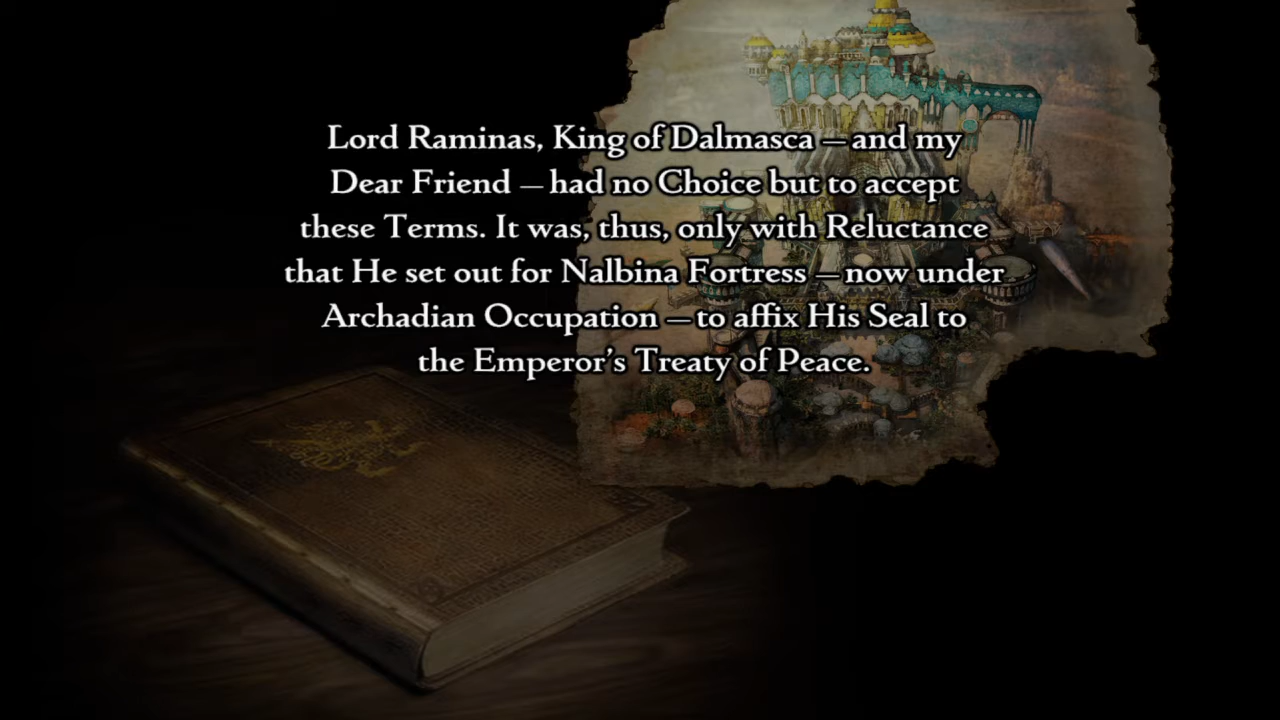 Lord Raminas, King of Dalmasca – and my
Dear Friend – had no Choice but to accept
these Terms. It was, thus, only with Reluctance
that He set out for Nalbina Fortress – now under
Archadian Occupation – to affix His Seal to
the Emperor's Treaty of Peace.